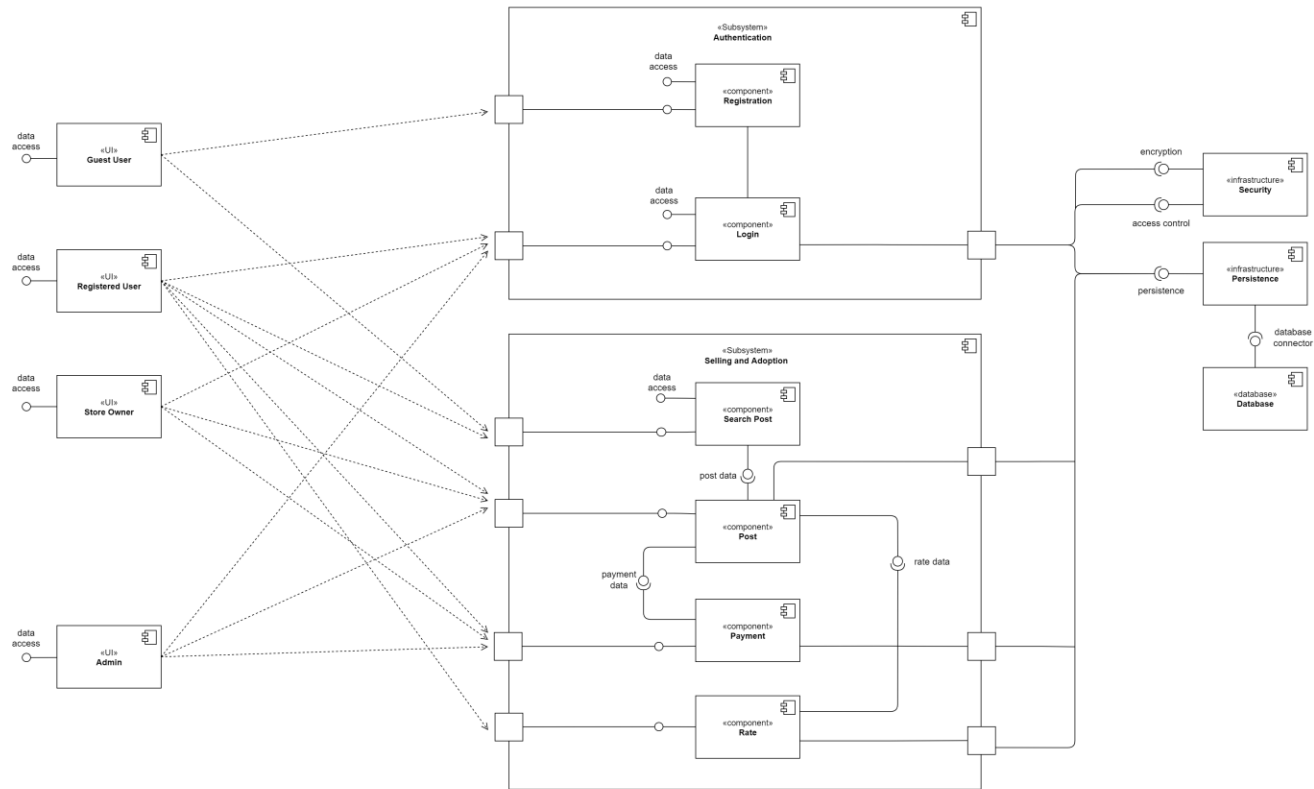 «Subsystem»
Authentication
data
access
«component»
Registration
data
access
«component»
Login
data
access
«UI»
Guest User
data
access
«UI»
Registered User
data
access
«UI»
Store Owner
data
access
«UI»
Admin
«Subsystem»
Selling and Adoption
data
access
«component»
Search Post
post data
«component»
Post
payment
data
rate data
«component»
Payment
«component»
Rate
encryption
«infrastructure»
Security
access control
«infrastructure»
Persistence
persistence
database
connector
«database»
Database